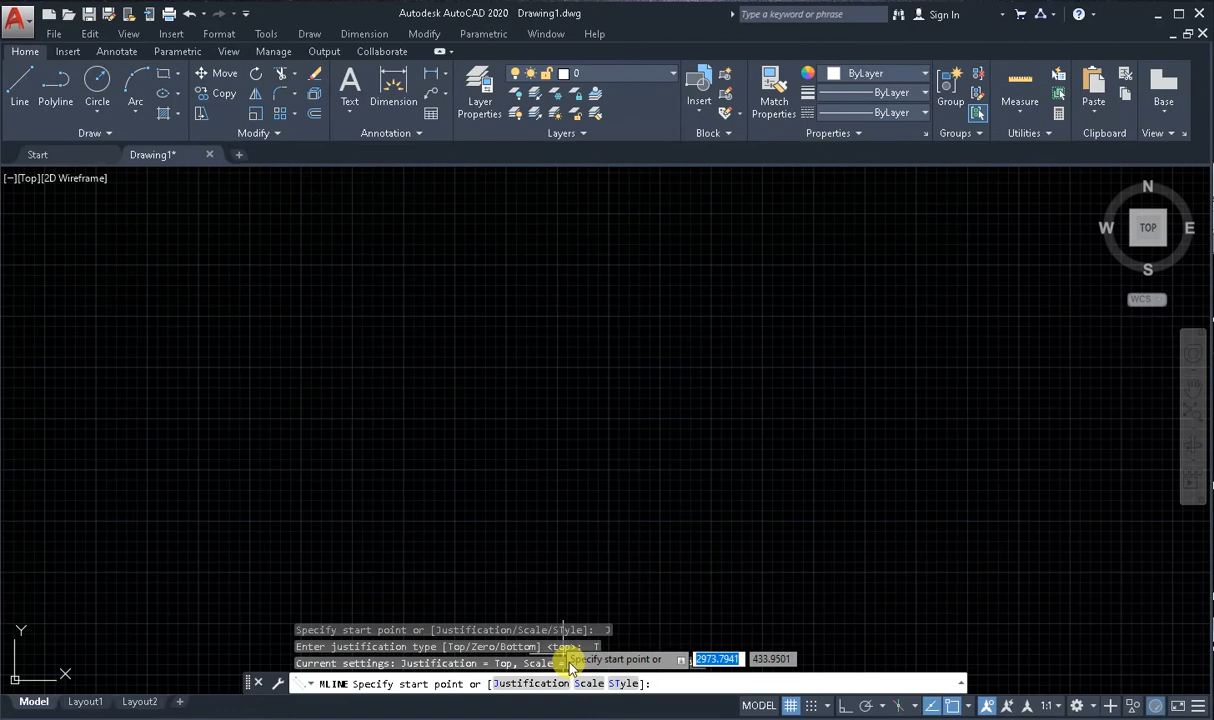 Autodesk AutoCAD 2020 Drawing1.dwg
Type a keyword or phrase
Sign In
File Edit View Insert Format Tools Draw Dimension Modify Parametric Window Help
Home Insert Annotate Parametric View Manage Output Collaborate
Line Polyline Circle Arc
Move
Copy
Text Dimension
Layer
Properties
0
Insert
Match
Properties
ByLayer
ByLayer
ByLayer
Group
Measure
Paste
Base
Draw Modify Annotation Layers Block Properties Groups Utilities Clipboard View
Start Drawing1*
[−][Top][2D Wireframe]
N
W TOP E
S
WCS
Specify start point or [Justification/Scale/STyle]: J
Enter justification type [Top/Zero/Bottom] <top>: T
Current settings: Justification = Top, Scale =
Specify start point or 2973.7941 433.9501
MLINE Specify start point or [Justification Scale STyle]:
Y
X
Model Layout1 Layout2
MODEL 1:1